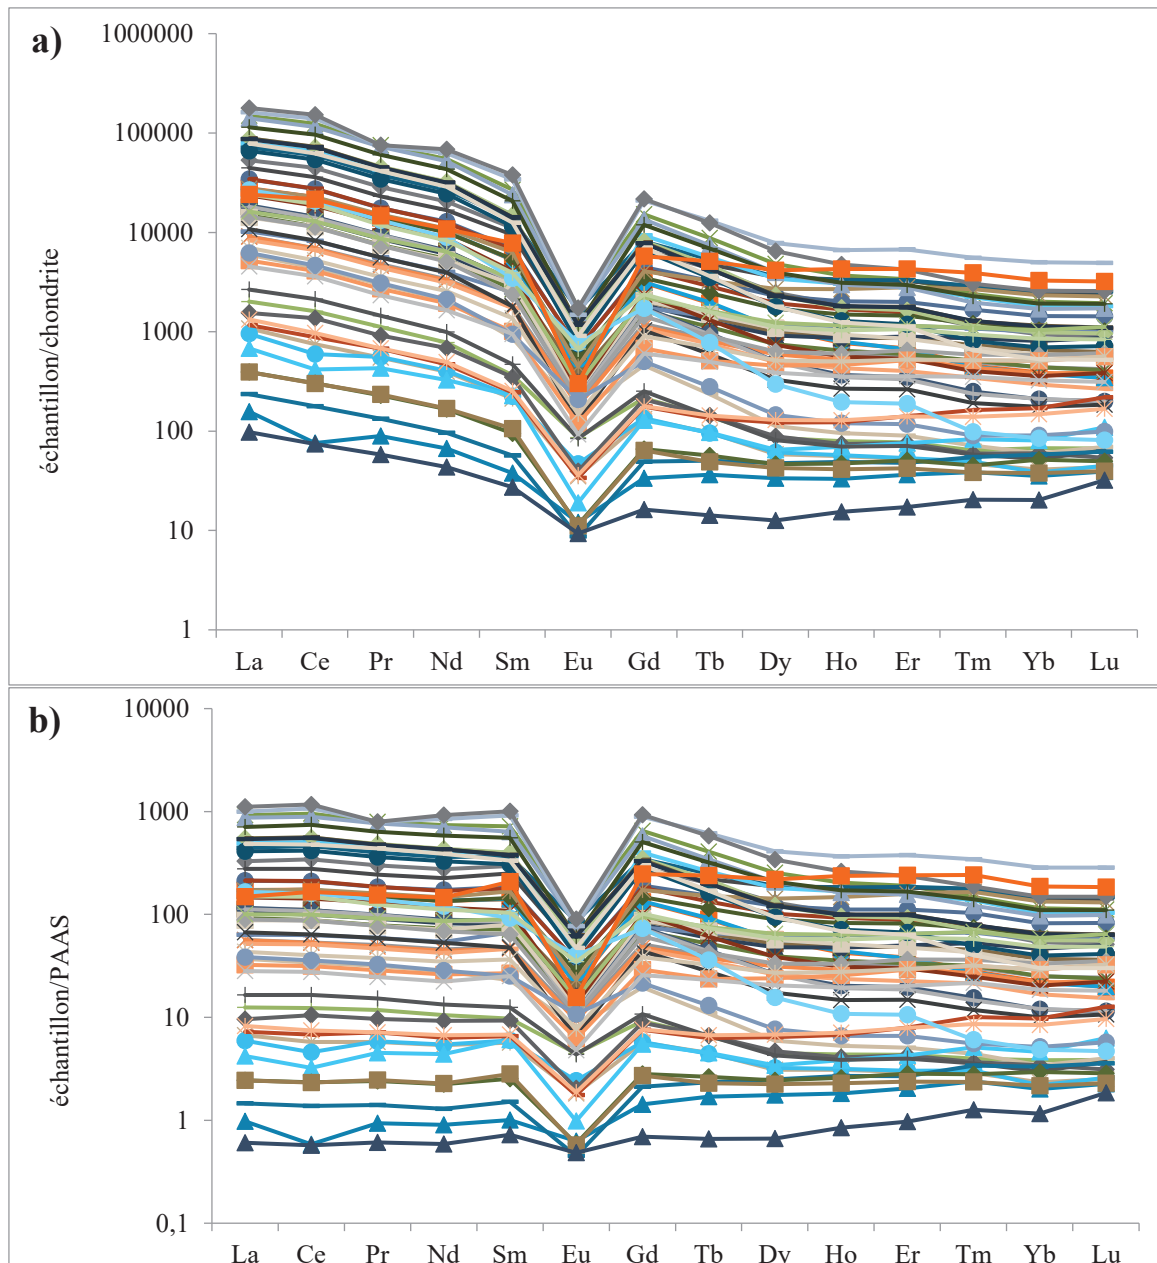 a)
1000000
100000
10000
1000
100
10
1
échantillon/chondrite
La Ce Pr Nd Sm Eu Gd Tb Dy Ho Er Tm Yb Lu
b)
10000
1000
100
10
1
0,1
échantillon/PAAS
La Ce Pr Nd Sm Eu Gd Tb Dy Ho Er Tm Yb Lu